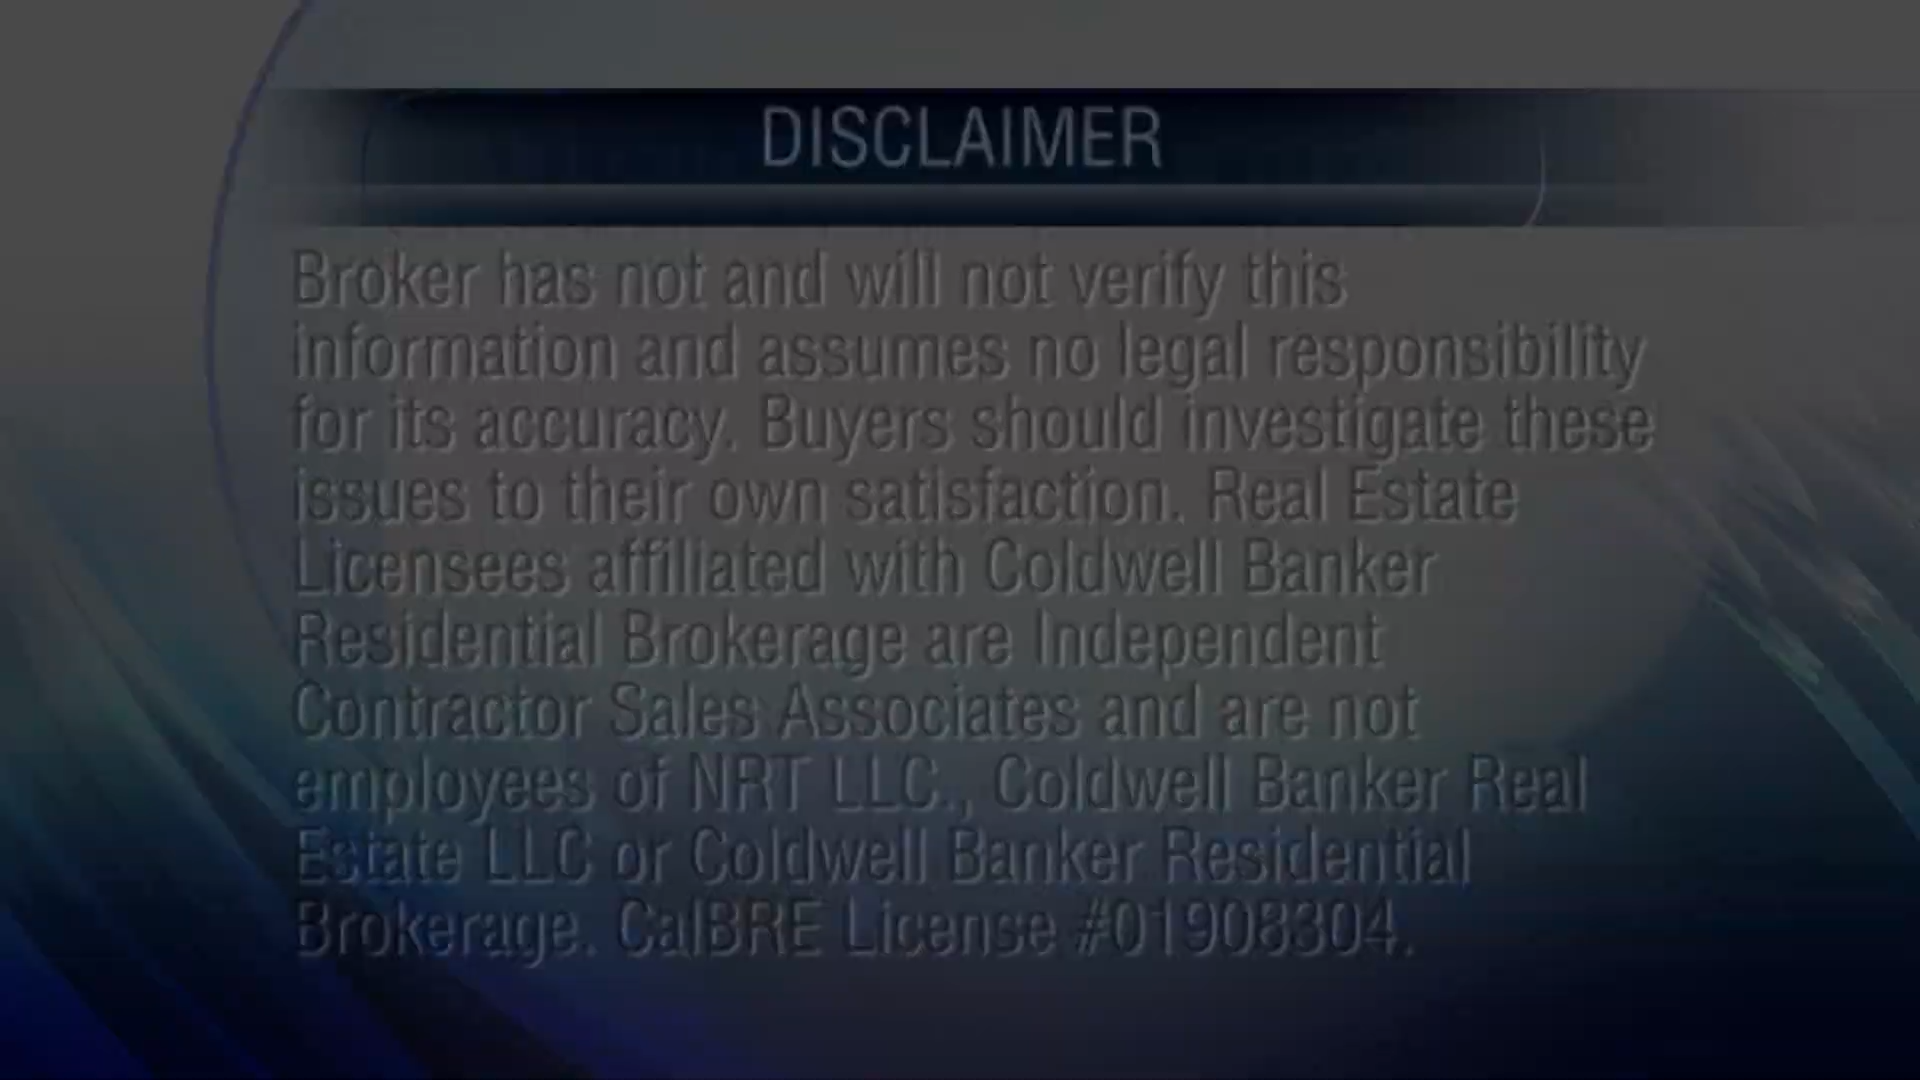 DISCLAIMER
Broker has not and will not verify this
information and assumes no legal responsibility
for its accuracy. Buyers should investigate these
issues to their own satisfaction. Real Estate
Licensees affiliated with Coldwell Banker
Residential Brokerage are Independent
Contractor Sales Associates and are not
employees of NRT LLC., Coldwell Banker Real
Estate LLC or Coldwell Banker Residential
Brokerage. CalBRE License #01908304.